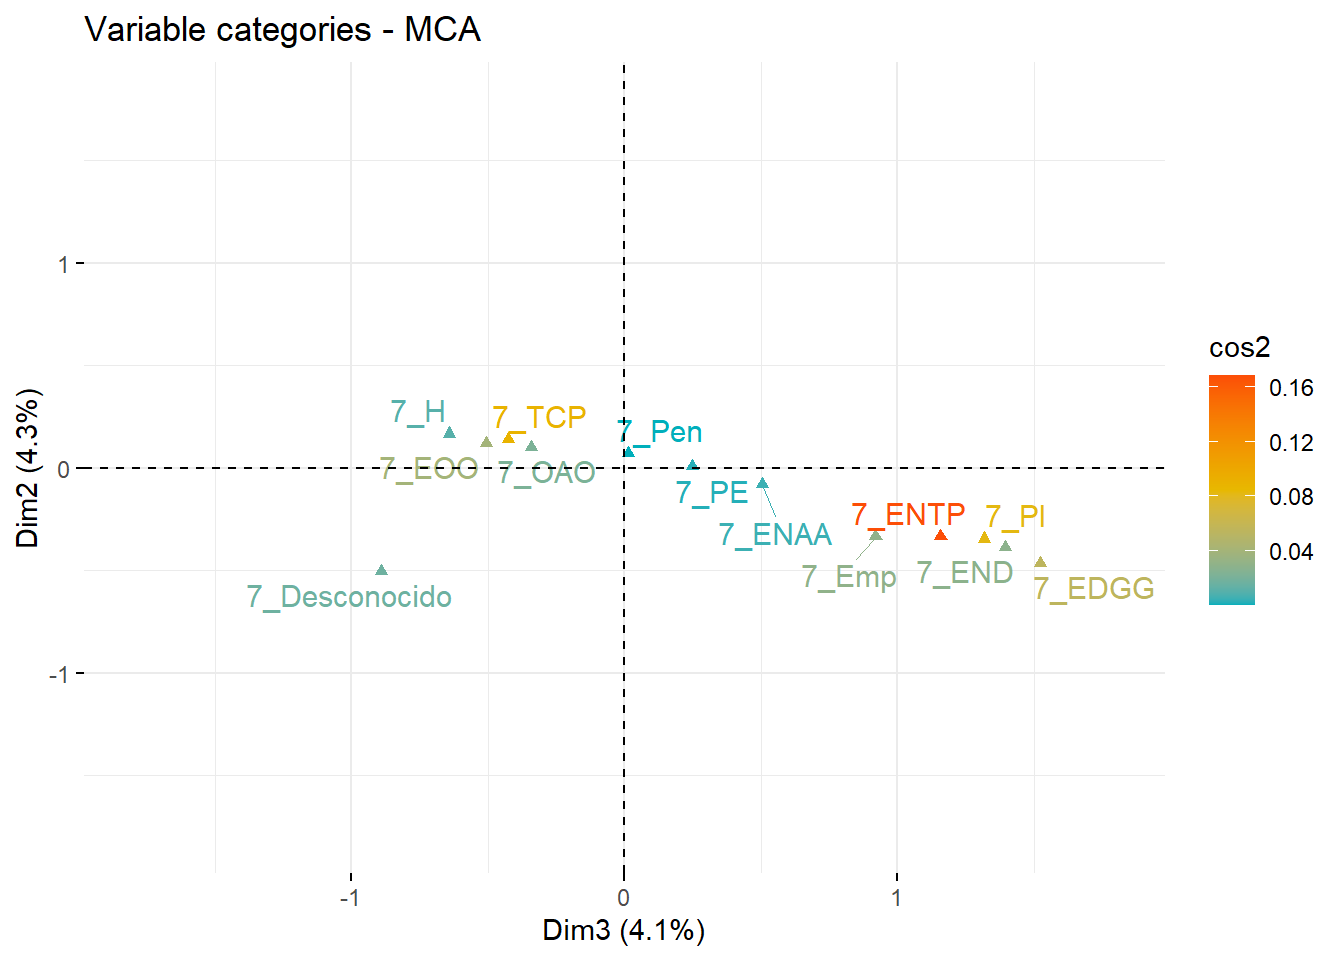 Variable categories - MCA
Dim2 (4.3%)
1
0
-1
7_H
7_TCP
7_Pen
7_EOO
7_OAO
7_PE
7_ENAA
7_ENTP
7_PI
7_Emp
7_END
7_EDGG
7_Desconocido
-1
0
1
Dim3 (4.1%)
cos2
0.16
0.12
0.08
0.04